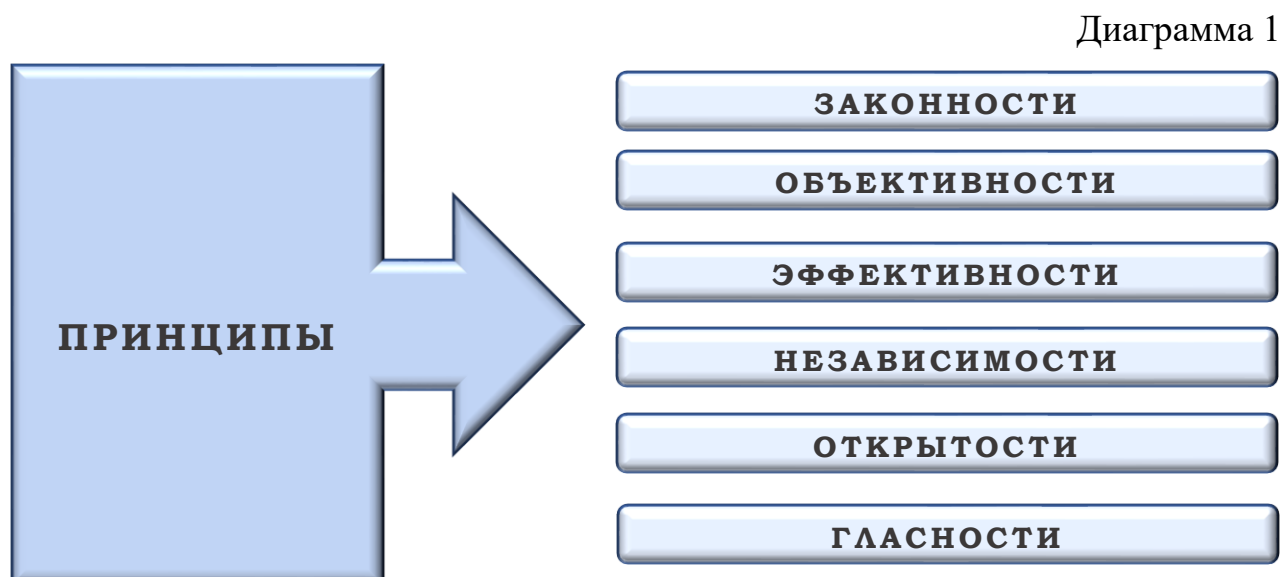 Диаграмма 1
ПРИНЦИПЫ
ЗАКОННОСТИ
ОБЪЕКТИВНОСТИ
ЭФФЕКТИВНОСТИ
НЕЗАВИСИМОСТИ
ОТКРЫТОСТИ
ГЛАСНОСТИ